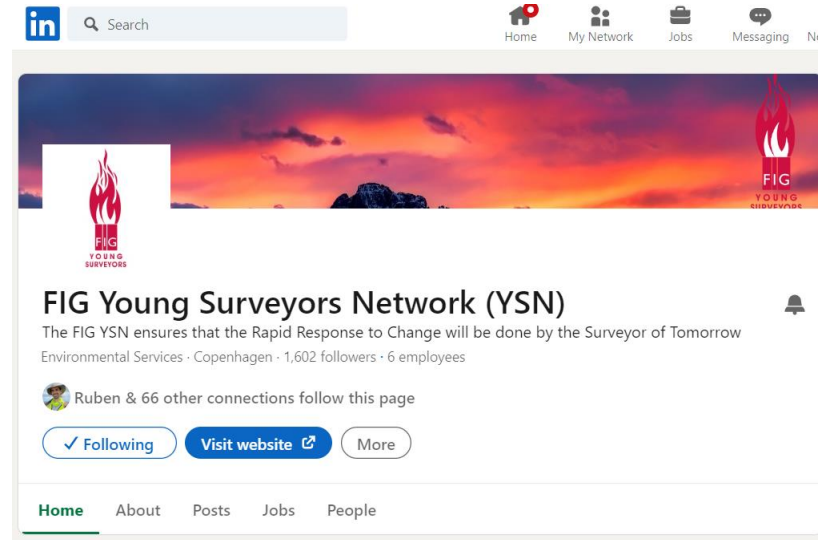 in
Search
Home
My Network
Jobs
Messaging
FIG
YOUNG
SURVEYORS
FIG
YOUNG
SURVEYORS
FIG Young Surveyors Network (YSN)
The FIG YSN ensures that the Rapid Response to Change will be done by the Surveyor of Tomorrow
Environmental Services · Copenhagen · 1,602 followers · 6 employees
Ruben & 66 other connections follow this page
Following
Visit website
More
Home About Posts Jobs People